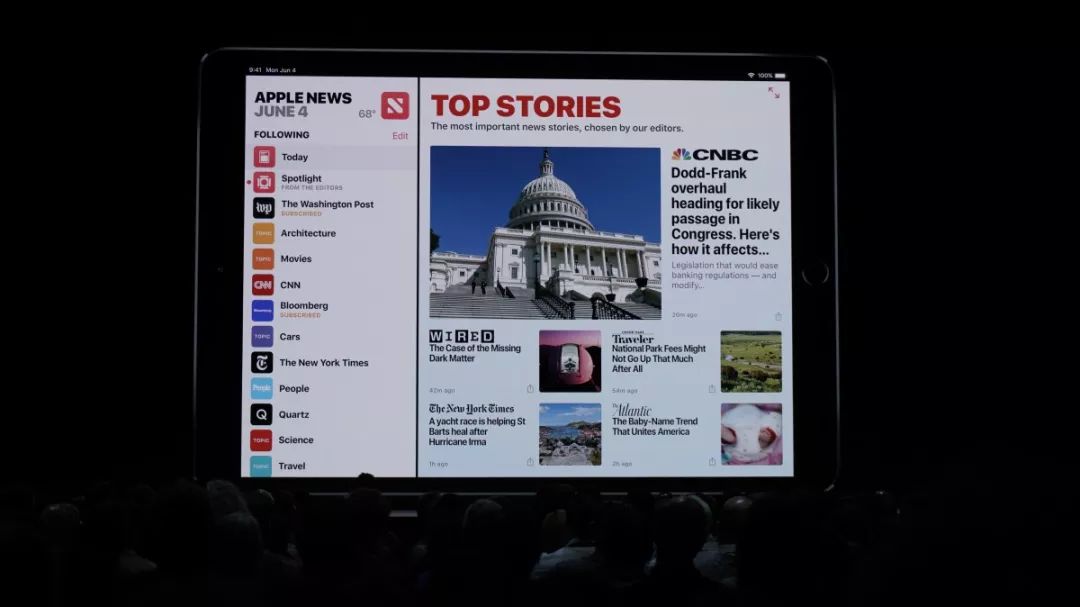 9:41 Mon Jun 4
100%
APPLE NEWS
JUNE 4
68°
FOLLOWING
Edit
Today
Spotlight
FROM THE EDITORS
wp
The Washington Post
SUBSCRIBED
TOPIC
Architecture
TOPIC
Movies
CNN
CNN
Bloomberg
Bloomberg
SUBSCRIBED
TOPIC
Cars
T
The New York Times
People
People
Q
Quartz
TOPIC
Science
TOPIC
Travel
TOP STORIES
The most important news stories, chosen by our editors.
CNBC
Dodd-Frank
overhaul
heading for likely
passage in
Congress. Here's
how it affects...
Legislation that would ease
banking regulations — and
modify...
20m ago
WIRED
The Case of the Missing
Dark Matter
42m ago
Traveler
National Park Fees Might
Not Go Up That Much
After All
54m ago
The New York Times
A yacht race is helping St
Barts heal after
Hurricane Irma
1h ago
The Atlantic
The Baby-Name Trend
That Unites America
2h ago